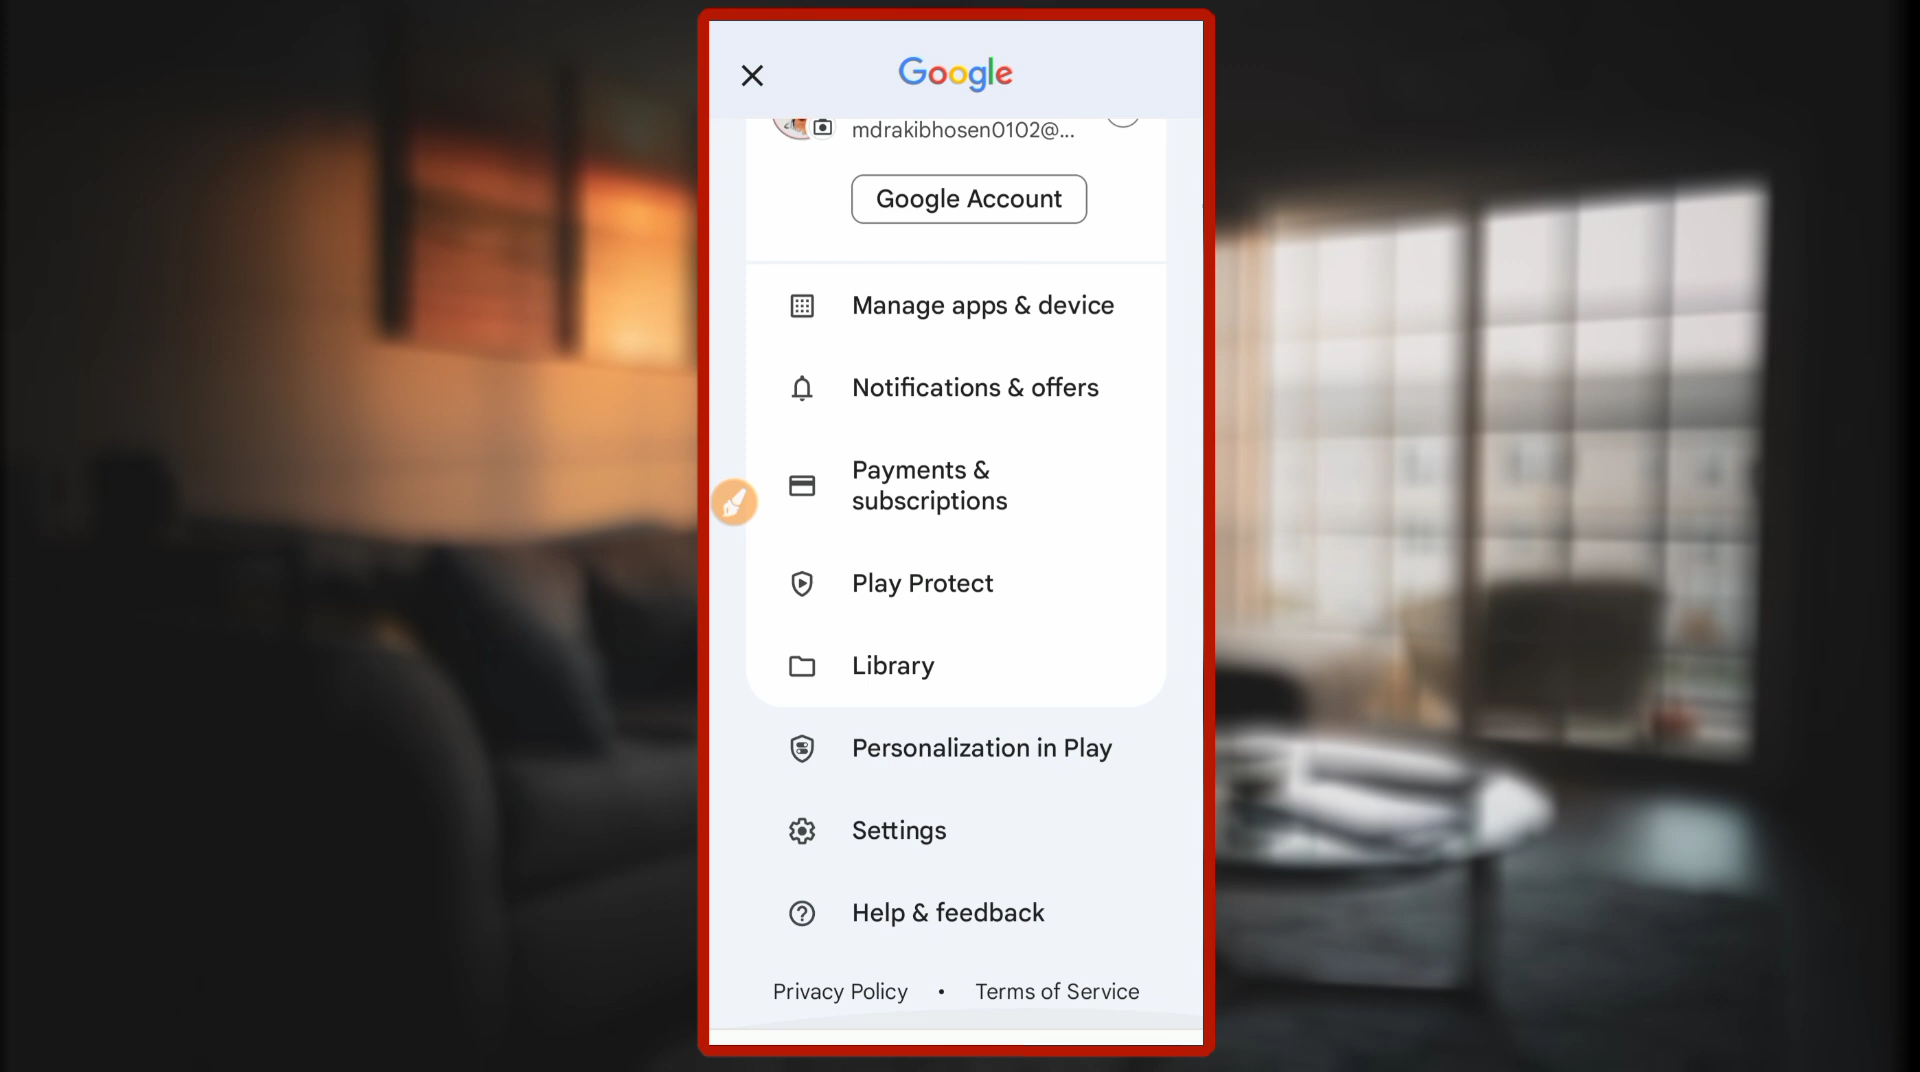 Google
mdrakibhosen0102@...
Google Account
Manage apps & device
Notifications & offers
Payments &
subscriptions
Play Protect
Library
Personalization in Play
Settings
Help & feedback
Privacy Policy • Terms of Service